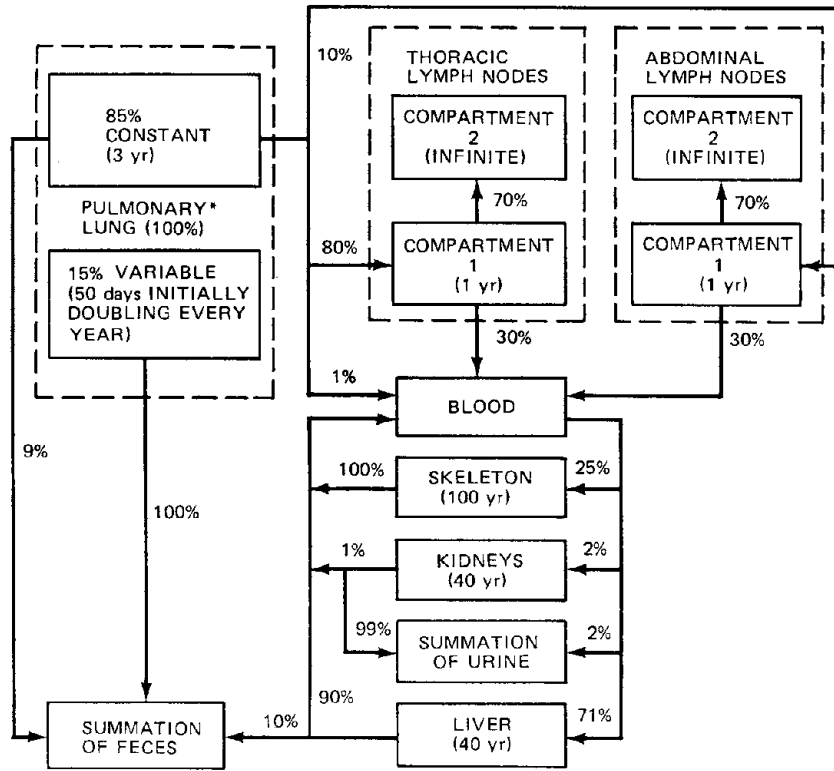 10%
THORACIC
LYMPH NODES
ABDOMINAL
LYMPH NODES
85%
CONSTANT
(3 yr)
COMPARTMENT
2
(INFINITE)
COMPARTMENT
2
(INFINITE)
70%
70%
PULMONARY*
LUNG (100%)
80%
COMPARTMENT
1
(1 yr)
COMPARTMENT
1
(1 yr)
15% VARIABLE
(50 days INITIALLY
DOUBLING EVERY
YEAR)
30%
30%
1%
BLOOD
9%
100%
100%
SKELETON
(100 yr)
25%
1%
KIDNEYS
(40 yr)
2%
99%
SUMMATION
OF URINE
2%
90%
10%
SUMMATION
OF FECES
LIVER
(40 yr)
71%